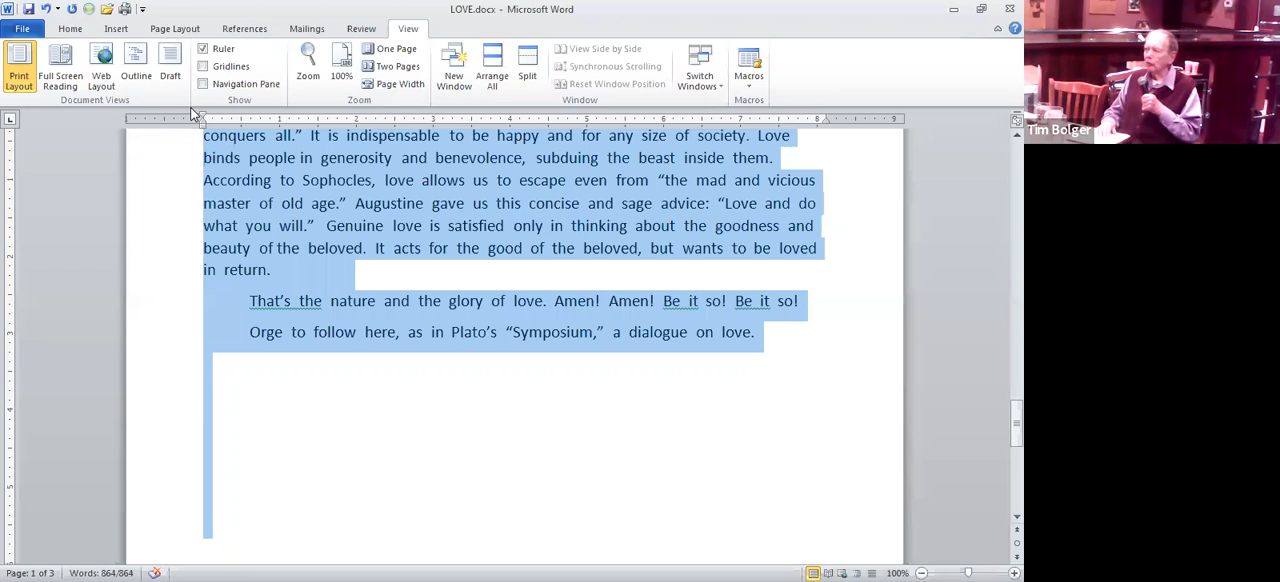 LOVE.docx - Microsoft Word
File Home Insert Page Layout References Mailings Review View
Print Layout
Full Screen Reading
Web Layout
Outline
Draft
Document Views
Ruler
Gridlines
Navigation Pane
Show
Zoom
100%
One Page
Two Pages
Page Width
Zoom
New Window
Arrange All
Split
View Side by Side
Synchronous Scrolling
Reset Window Position
Window
Switch Windows
Macros
Macros
Tim Bolger
1 2 3 4 5 6 7 8 9
conquers all.” It is indispensable to be happy and for any size of society. Love
binds people in generosity and benevolence, subduing the beast inside them.
According to Sophocles, love allows us to escape even from “the mad and vicious
master of old age.” Augustine gave us this concise and sage advice: “Love and do
what you will.” Genuine love is satisfied only in thinking about the goodness and
beauty of the beloved. It acts for the good of the beloved, but wants to be loved
in return.
That’s the nature and the glory of love. Amen! Amen! Be it so! Be it so!
Orge to follow here, as in Plato’s “Symposium,” a dialogue on love.
Page: 1 of 3 Words: 864/864 100%